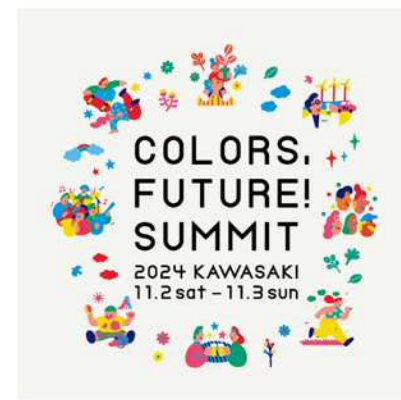 COLORS,
FUTURE!
SUMMIT
2024 KAWASAKI
11.2 sat – 11.3 sun